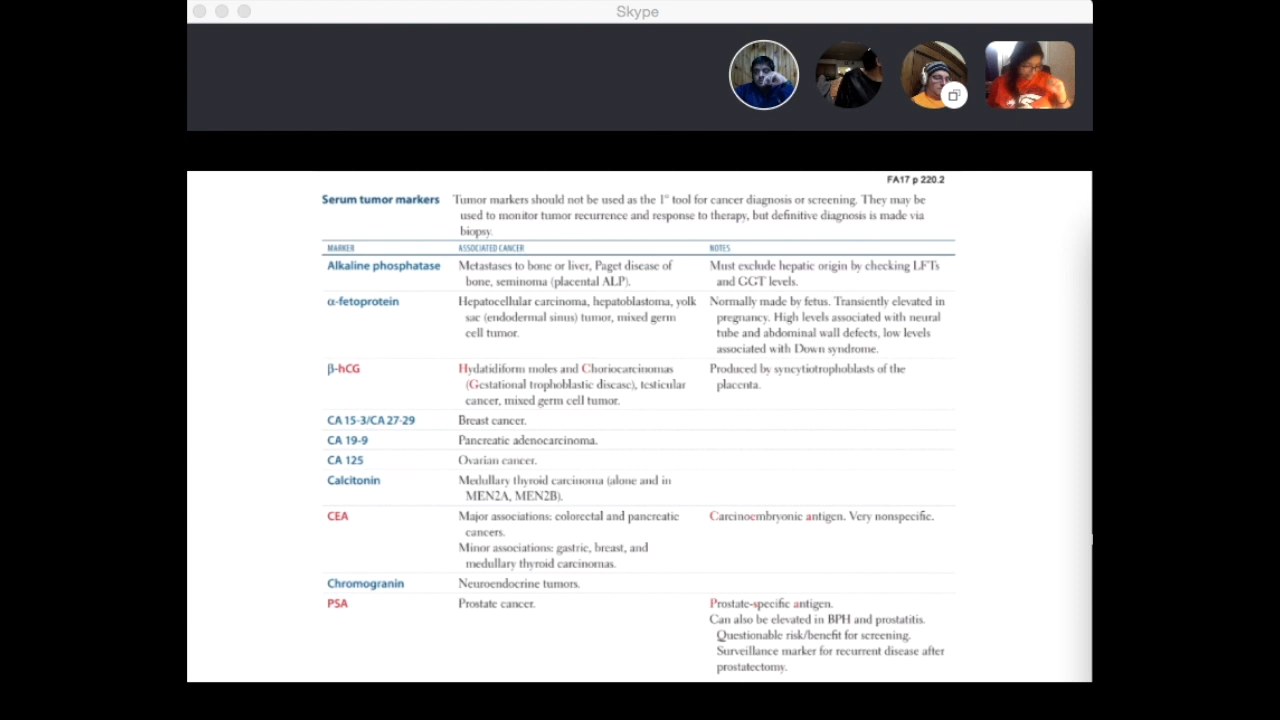 Skype
FA17 p 220.2
Serum tumor markers Tumor markers should not be used as the 1st tool for cancer diagnosis or screening. They may be
used to monitor tumor recurrence and response to therapy, but definitive diagnosis is made via
biopsy.
MARKER ASSOCIATED CANCER NOTES
Alkaline phosphatase Metastases to bone or liver, Paget disease of Must exclude hepatic origin by checking LFTs
bone, seminoma (placental ALP). and GGT levels.
α-fetoprotein Hepatocellular carcinoma, hepatoblastoma, yolk Normally made by fetus. Transiently elevated in
sac (endodermal sinus) tumor, mixed germ pregnancy. High levels associated with neural
cell tumor. tube and abdominal wall defects, low levels
associated with Down syndrome.
β-hCG Hydatidiform moles and Choriocarcinomas Produced by syncytiotrophoblasts of the
(Gestational trophoblastic disease), testicular placenta.
cancer, mixed germ cell tumor.
CA 15-3/CA 27-29 Breast cancer.
CA 19-9 Pancreatic adenocarcinoma.
CA 125 Ovarian cancer.
Calcitonin Medullary thyroid carcinoma (alone and in
MEN2A, MEN2B).
CEA Major associations: colorectal and pancreatic Carcinoembryonic antigen. Very nonspecific.
cancers.
Minor associations: gastric, breast, and
medullary thyroid carcinomas.
Chromogranin Neuroendocrine tumors.
PSA Prostate cancer. Prostate-specific antigen.
Can also be elevated in BPH and prostatitis.
Questionable risk/benefit for screening.
Surveillance marker for recurrent disease after
prostatectomy.